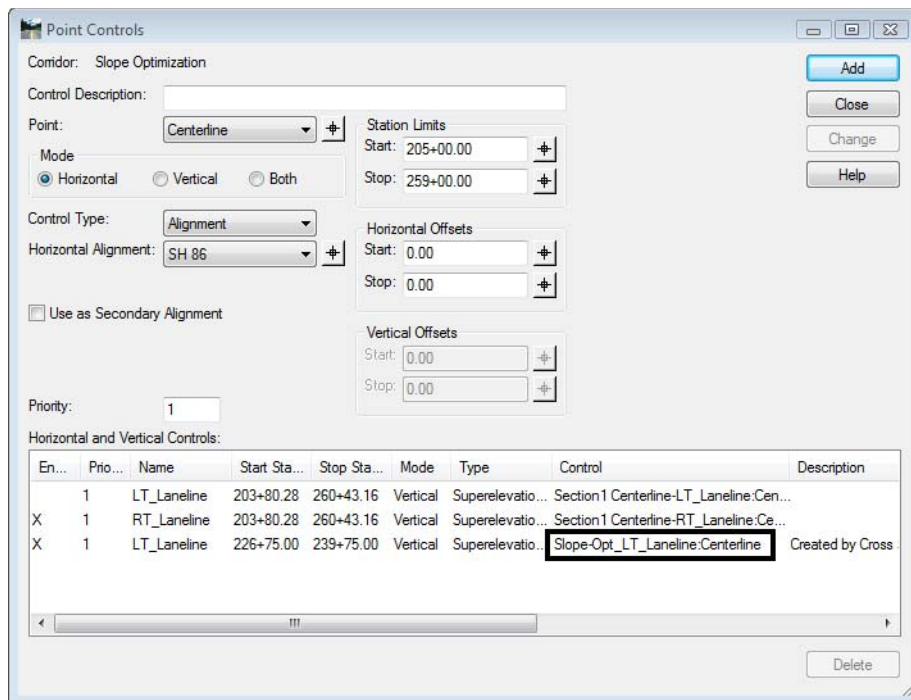 Point Controls
Corridor: Slope Optimization
Add
Control Description:
Close
Point: Centerline
Station Limits
Change
Start: 205+00.00
Mode
Horizontal Vertical Both
Stop: 259+00.00
Help
Control Type: Alignment
Horizontal Offsets
Horizontal Alignment: SH 86
Start: 0.00
Stop: 0.00
Use as Secondary Alignment
Vertical Offsets
Start: 0.00
Stop: 0.00
Priority: 1
Horizontal and Vertical Controls:
En... Prio... Name Start Sta... Stop Sta... Mode Type Control Description
1 LT_Laneline 203+80.28 260+43.16 Vertical Superelevatio... Section1 Centerline-LT_Laneline:Cen...
X 1 RT_Laneline 203+80.28 260+43.16 Vertical Superelevatio... Section1 Centerline-RT_Laneline:Ce...
X 1 LT_Laneline 226+75.00 239+75.00 Vertical Superelevatio... Slope-Opt_LT_Laneline:Centerline Created by Cross
Delete